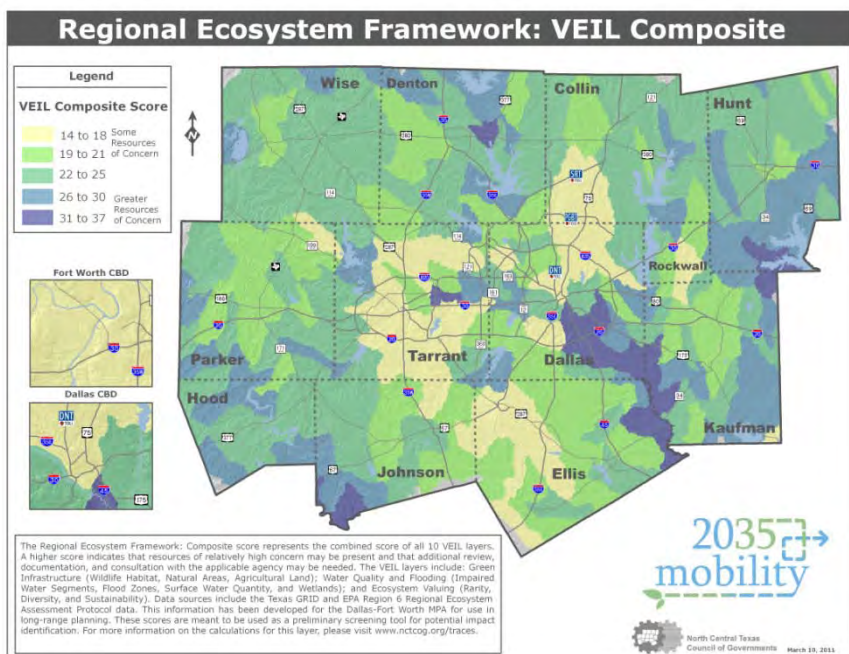 Regional Ecosystem Framework: VEIL Composite
Legend
VEIL Composite Score
14 to 18
Some
Resources
of Concern
19 to 21
22 to 25
26 to 30
Greater
Resources
of Concern
31 to 37
N
Wise
Denton
Collin
Hunt
Parker
Tarrant
Dallas
Rockwall
Hood
Johnson
Ellis
Kaufman
SRT
DNT
Fort Worth CBD
Dallas CBD
DNT
75
175
The Regional Ecosystem Framework: Composite score represents the combined score of all 10 VEIL layers.
A higher score indicates that resources of relatively high concern may be present and that additional review,
documentation, and consultation with the applicable agency may be needed. The VEIL layers include: Green
Infrastructure (Wildlife Habitat, Natural Areas, Agricultural Land); Water Quality and Flooding (Impaired
Water Segments, Flood Zones, Surface Water Quantity, and Wetlands); and Ecosystem Valuing (Rarity,
Diversity, and Sustainability). Data sources include the Texas GRID and EPA Region 6 Regional Ecosystem
Assessment Protocol data. This information has been developed for the Dallas-Fort Worth MPA for use in
long-range planning. These scores are meant to be used as a preliminary screening tool for potential impact
identification. For more information on the calculations for this layer, please visit www.nctcog.org/traces.
2035
mobility
North Central Texas
Council of Governments
March 10, 2011